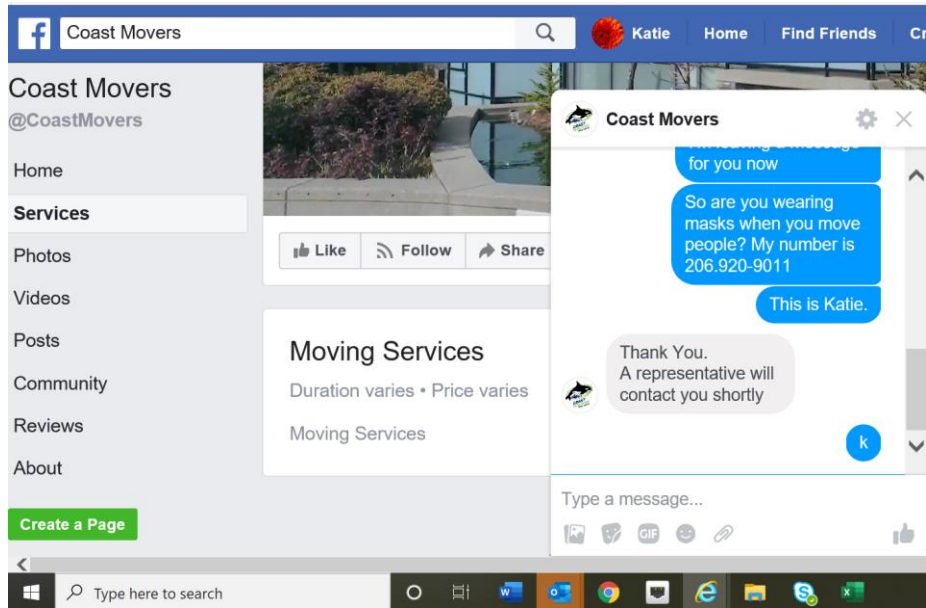 Coast Movers
Katie
Home
Find Friends
Cr
Coast Movers
@CoastMovers
Home
Services
Photos
Videos
Posts
Community
Reviews
About
Create a Page
Like
Follow
Share
Moving Services
Duration varies • Price varies
Moving Services
Coast Movers
for you now
So are you wearing
masks when you move
people? My number is
206.920-9011
This is Katie.
Thank You.
A representative will
contact you shortly
k
Type a message...
GIF
Type here to search